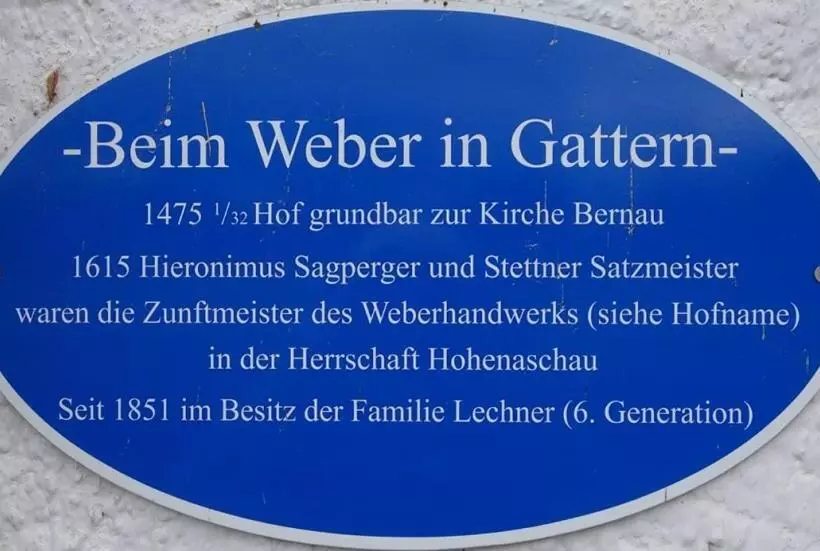 -Beim Weber in Gattern-
1475 1/32 Hof grundbar zur Kirche Bernau
1615 Hieronimus Sagperger und Stettner Satzmeister
waren die Zunftmeister des Weberhandwerks (siehe Hofname)
in der Herrschaft Hohenaschau
Seit 1851 im Besitz der Familie Lechner (6. Generation)